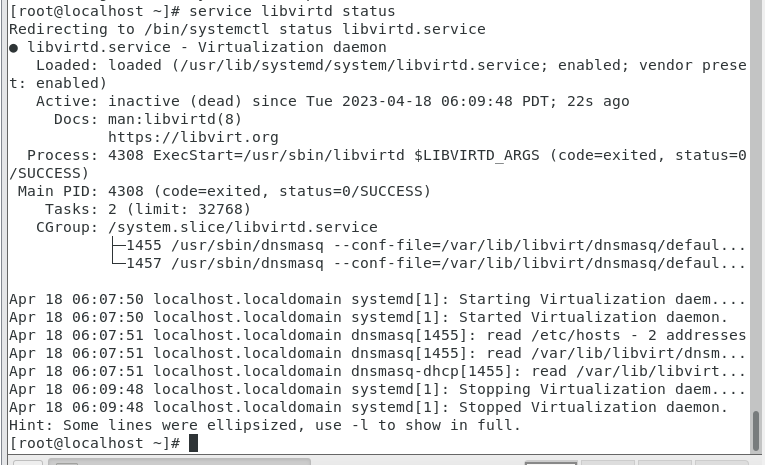 [root@localhost ~]# service libvirtd status
Redirecting to /bin/systemctl status libvirtd.service
● libvirtd.service - Virtualization daemon
   Loaded: loaded (/usr/lib/systemd/system/libvirtd.service; enabled; vendor prese
t: enabled)
   Active: inactive (dead) since Tue 2023-04-18 06:09:48 PDT; 22s ago
     Docs: man:libvirtd(8)
           https://libvirt.org
  Process: 4308 ExecStart=/usr/sbin/libvirtd $LIBVIRTD_ARGS (code=exited, status=0
/SUCCESS)
 Main PID: 4308 (code=exited, status=0/SUCCESS)
    Tasks: 2 (limit: 32768)
   CGroup: /system.slice/libvirtd.service
           ├─1455 /usr/sbin/dnsmasq --conf-file=/var/lib/libvirt/dnsmasq/defaul...
           └─1457 /usr/sbin/dnsmasq --conf-file=/var/lib/libvirt/dnsmasq/defaul...

Apr 18 06:07:50 localhost.localdomain systemd[1]: Starting Virtualization daem....
Apr 18 06:07:50 localhost.localdomain systemd[1]: Started Virtualization daemon.
Apr 18 06:07:51 localhost.localdomain dnsmasq[1455]: read /etc/hosts - 2 addresses
Apr 18 06:07:51 localhost.localdomain dnsmasq[1455]: read /var/lib/libvirt/dnsm...
Apr 18 06:07:51 localhost.localdomain dnsmasq-dhcp[1455]: read /var/lib/libvirt...
Apr 18 06:09:48 localhost.localdomain systemd[1]: Stopping Virtualization daem....
Apr 18 06:09:48 localhost.localdomain systemd[1]: Stopped Virtualization daemon.
Hint: Some lines were ellipsized, use -l to show in full.
[root@localhost ~]#